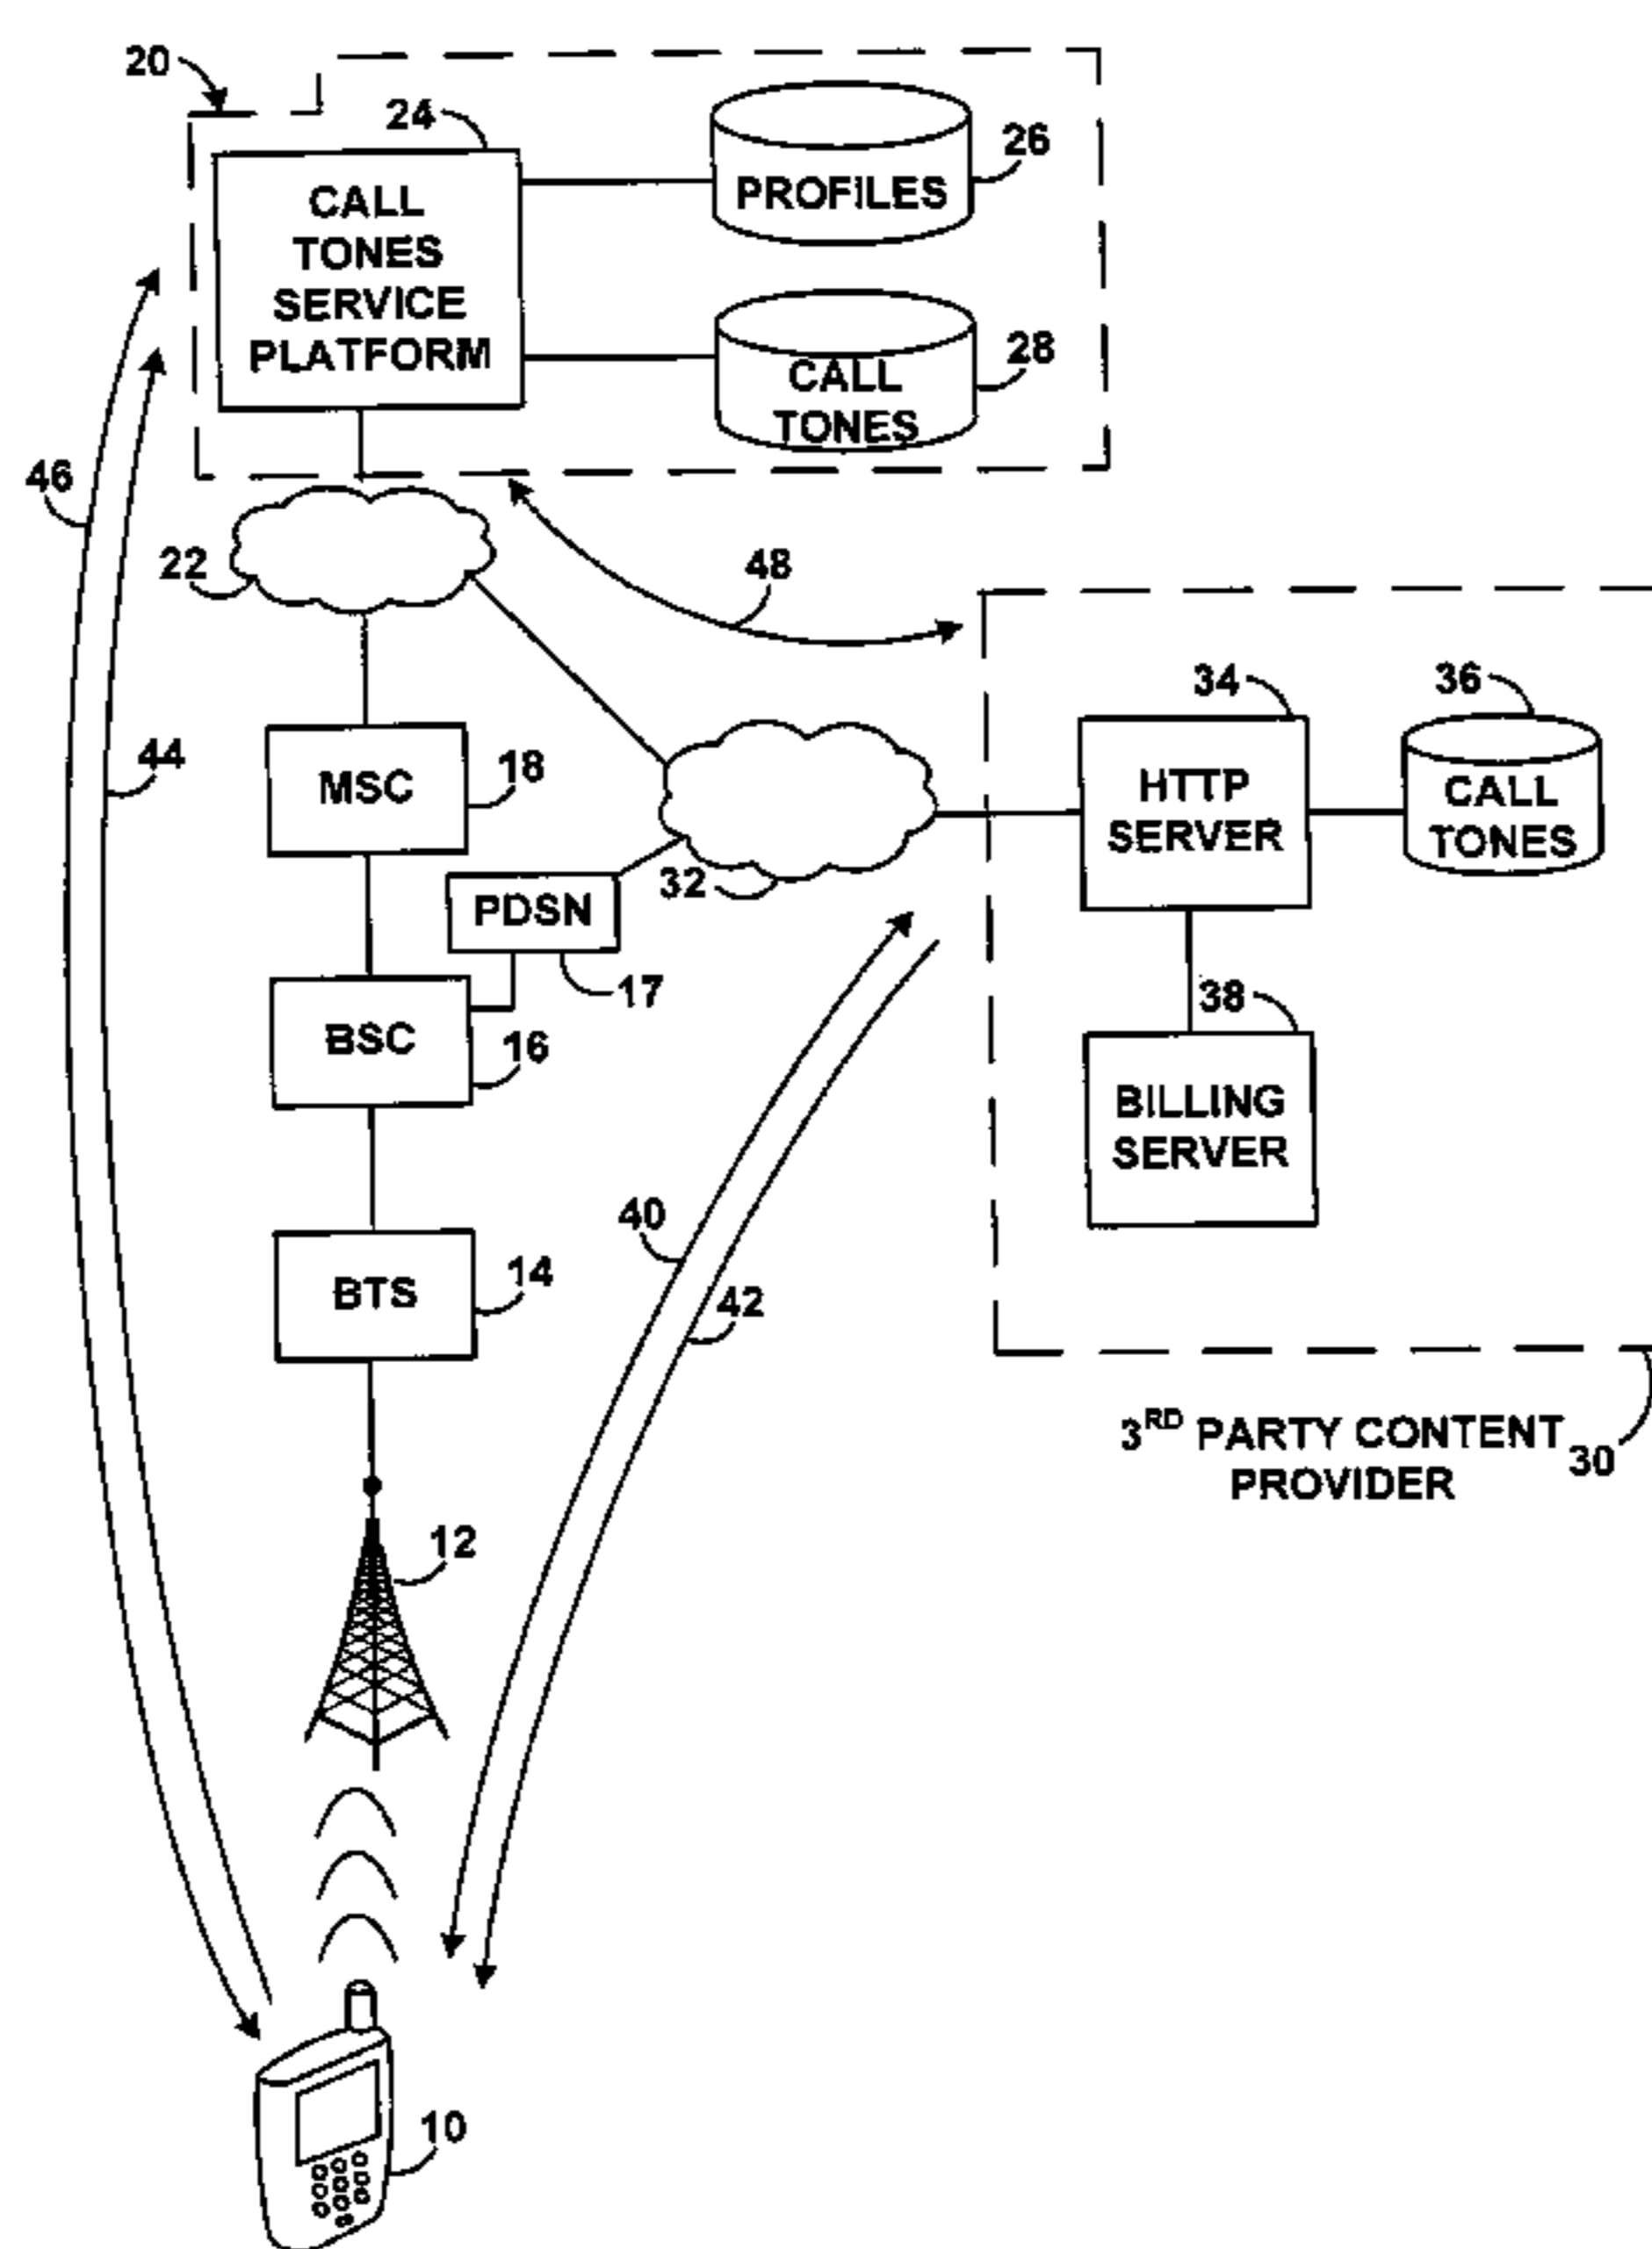 20
24
CALL
TONES
SERVICE
PLATFORM
PROFILES
26
CALL
TONES
28
46
22
48
44
MSC
18
34
36
HTTP
SERVER
CALL
TONES
32
PDSN
17
BSC
16
38
BILLING
SERVER
40
42
BTS
14
3RD PARTY CONTENT
PROVIDER
30
12
10